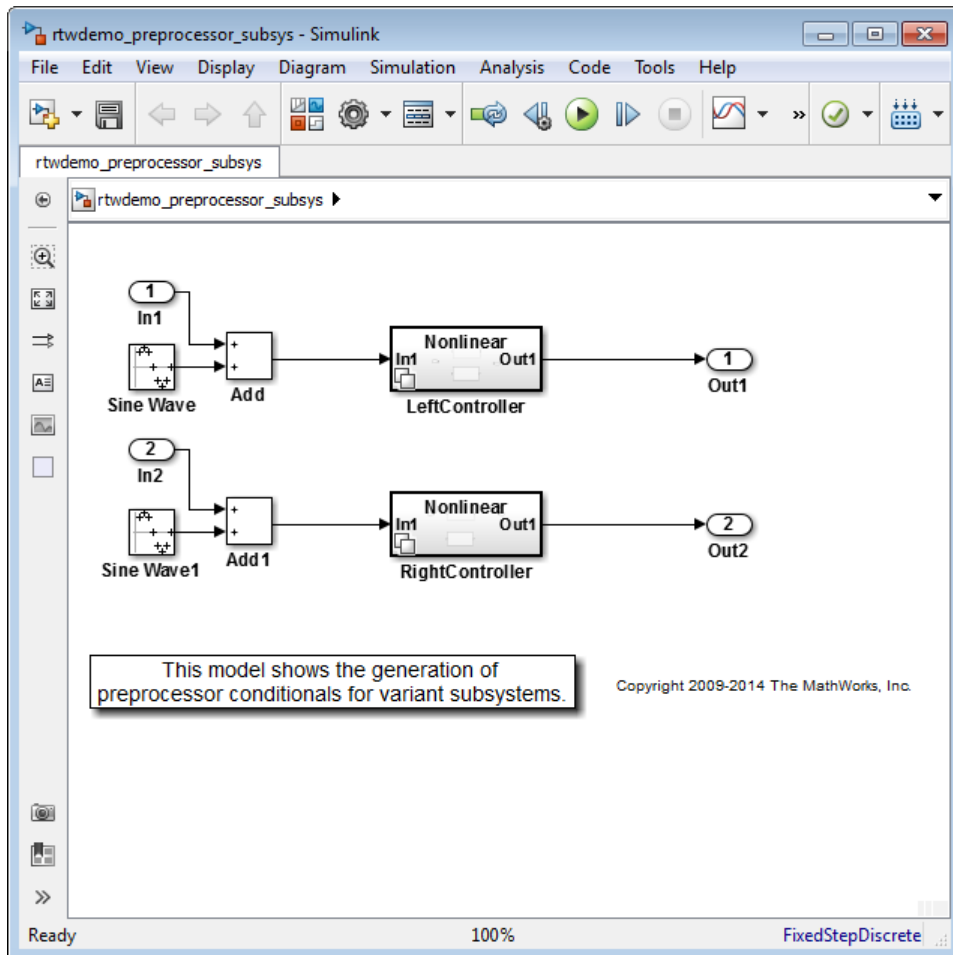 rtwdemo_preprocessor_subsys - Simulink
File Edit View Display Diagram Simulation Analysis Code Tools Help
»
rtwdemo_preprocessor_subsys
rtwdemo_preprocessor_subsys
1
In1
+
+
Add
Sine Wave
Nonlinear
In1 Out1
LeftController
1
Out1
2
In2
+
+
Add1
Sine Wave1
Nonlinear
In1 Out1
RightController
2
Out2
This model shows the generation of
preprocessor conditionals for variant subsystems.
Copyright 2009-2014 The MathWorks, Inc.
»
Ready 100% FixedStepDiscrete